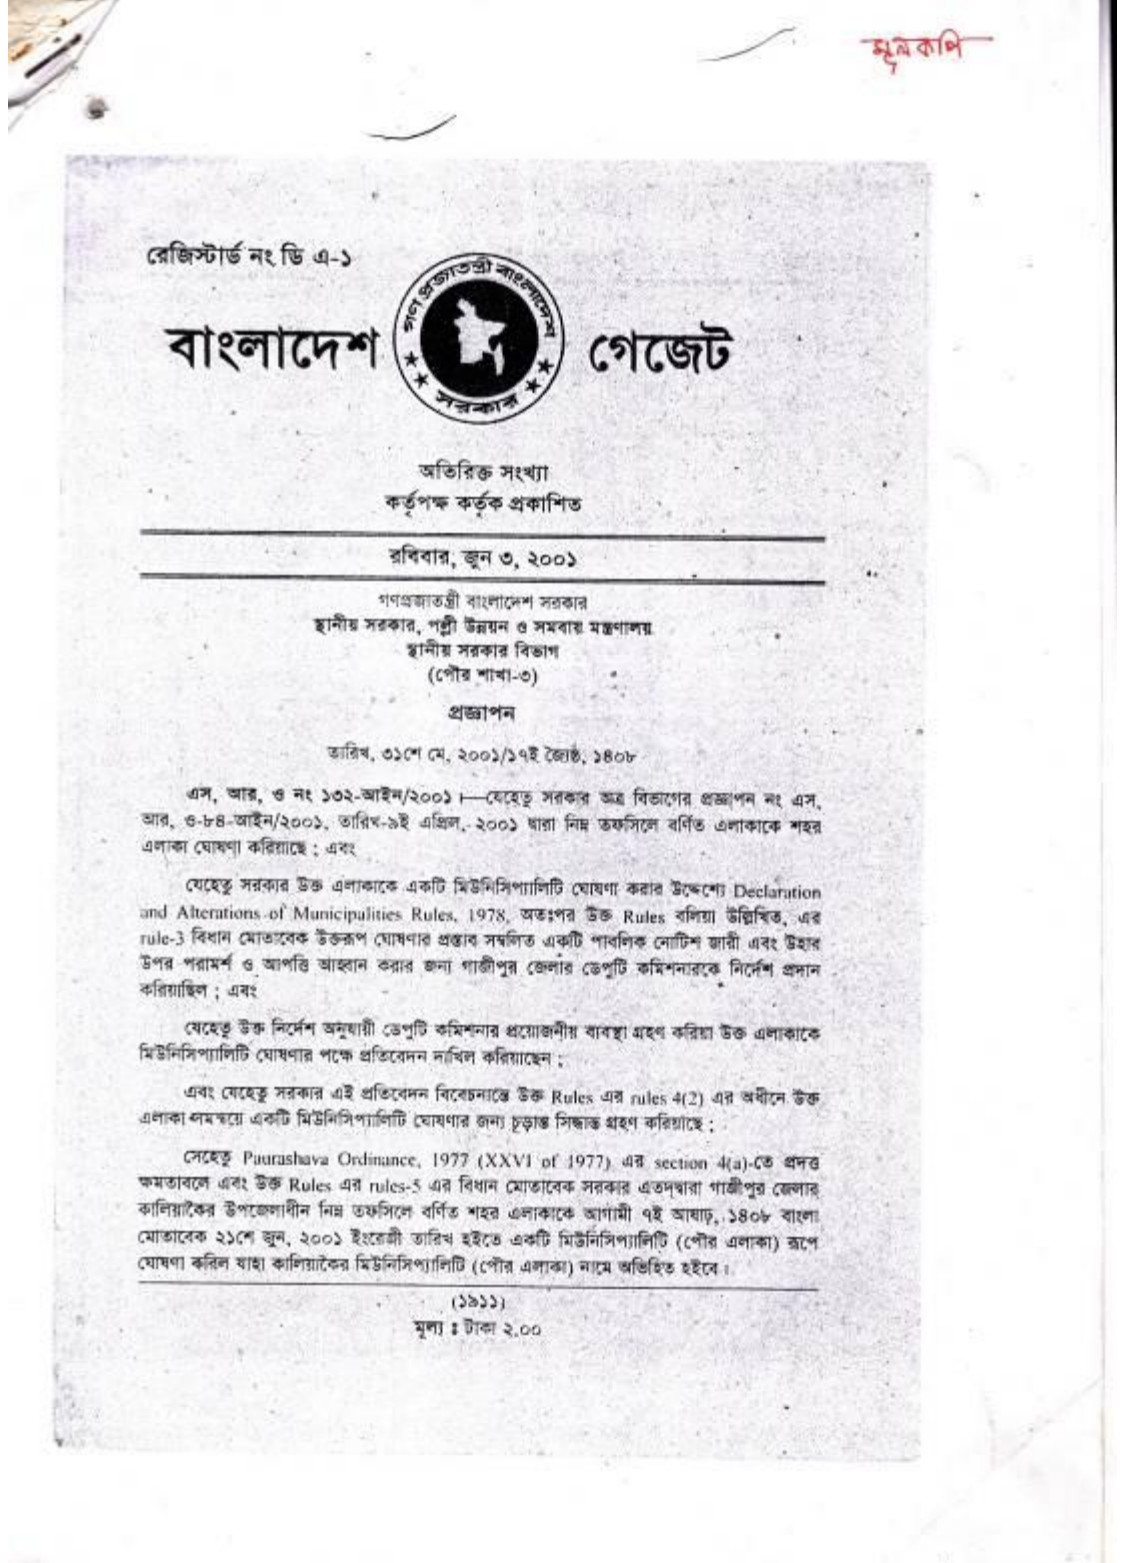 মূলকপি
রেজিস্টার্ড নং ডি এ-১
বাংলাদেশ গেজেট
গণ প্রজাতন্ত্রী বাংলাদেশ
সরকার
অতিরিক্ত সংখ্যা
কর্তৃপক্ষ কর্তৃক প্রকাশিত
রবিবার, জুন ৩, ২০০১
গণপ্রজাতন্ত্রী বাংলাদেশ সরকার
স্থানীয় সরকার, পল্লী উন্নয়ন ও সমবায় মন্ত্রণালয়
স্থানীয় সরকার বিভাগ
(পৌর শাখা-৩)
প্রজ্ঞাপন
তারিখ, ৩১শে মে, ২০০১/১৭ই জ্যৈষ্ঠ, ১৪০৮
এস, আর, ও নং ১৩২-আইন/২০০১।—যেহেতু সরকার অত্র বিভাগের প্রজ্ঞাপন নং এস,
আর, ও-৮৪-আইন/২০০১, তারিখ-৯ই এপ্রিল, ২০০১ দ্বারা নিম্ন তফসিলে বর্ণিত এলাকাকে শহর
এলাকা ঘোষণা করিয়াছে ; এবং
যেহেতু সরকার উক্ত এলাকাকে একটি মিউনিসিপ্যালিটি ঘোষণা করার উদ্দেশ্যে Declaration
and Alterations of Municipalities Rules, 1978, অতঃপর উক্ত Rules বলিয়া উল্লিখিত, এর
rule-3 বিধান মোতাবেক উক্তরূপ ঘোষণার প্রস্তাব সম্বলিত একটি পাবলিক নোটিশ জারী এবং উহার
উপর পরামর্শ ও আপত্তি আহবান করার জন্য গাজীপুর জেলার ডেপুটি কমিশনারকে নির্দেশ প্রদান
করিয়াছিল ; এবং
যেহেতু উক্ত নির্দেশ অনুযায়ী ডেপুটি কমিশনার প্রয়োজনীয় ব্যবস্থা গ্রহণ করিয়া উক্ত এলাকাকে
মিউনিসিপ্যালিটি ঘোষণার পক্ষে প্রতিবেদন দাখিল করিয়াছেন ;
এবং যেহেতু সরকার এই প্রতিবেদন বিবেচনান্তে উক্ত Rules এর rules 4(2) এর অধীনে উক্ত
এলাকা সমন্বয়ে একটি মিউনিসিপ্যালিটি ঘোষণার জন্য চূড়ান্ত সিদ্ধান্ত গ্রহণ করিয়াছে ;
সেহেতু Paurashava Ordinance, 1977 (XXVI of 1977) এর section 4(a)-তে প্রদত্ত
ক্ষমতাবলে এবং উক্ত Rules এর rules-5 এর বিধান মোতাবেক সরকার এতদ্দ্বারা গাজীপুর জেলার
কালিয়াকৈর উপজেলাধীন নিম্ন তফসিলে বর্ণিত শহর এলাকাকে আগামী ৭ই আষাঢ়, ১৪০৮ বাংলা
মোতাবেক ২১শে জুন, ২০০১ ইংরেজী তারিখ হইতে একটি মিউনিসিপ্যালিটি (পৌর এলাকা) রূপে
ঘোষণা করিল যাহা কালিয়াকৈর মিউনিসিপ্যালিটি (পৌর এলাকা) নামে অভিহিত হইবে।
(১৯১১)
মূল্য ঃ টাকা ২.০০